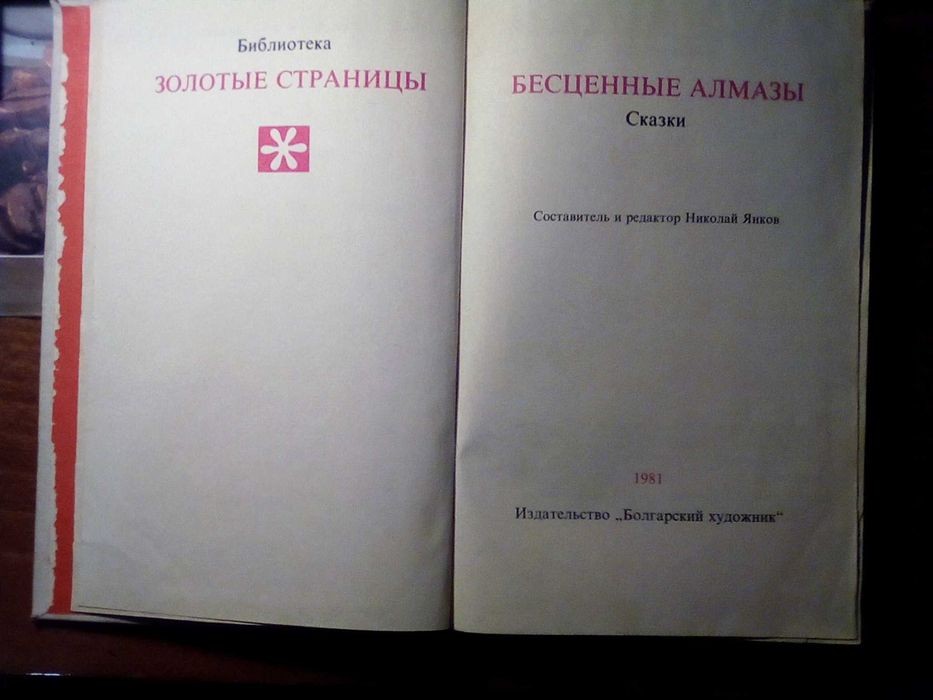 Библиотека
ЗОЛОТЫЕ СТРАНИЦЫ
БЕСЦЕННЫЕ АЛМАЗЫ
Сказки
Составитель и редактор Николай Янков
1981
Издательство „Болгарский художник“